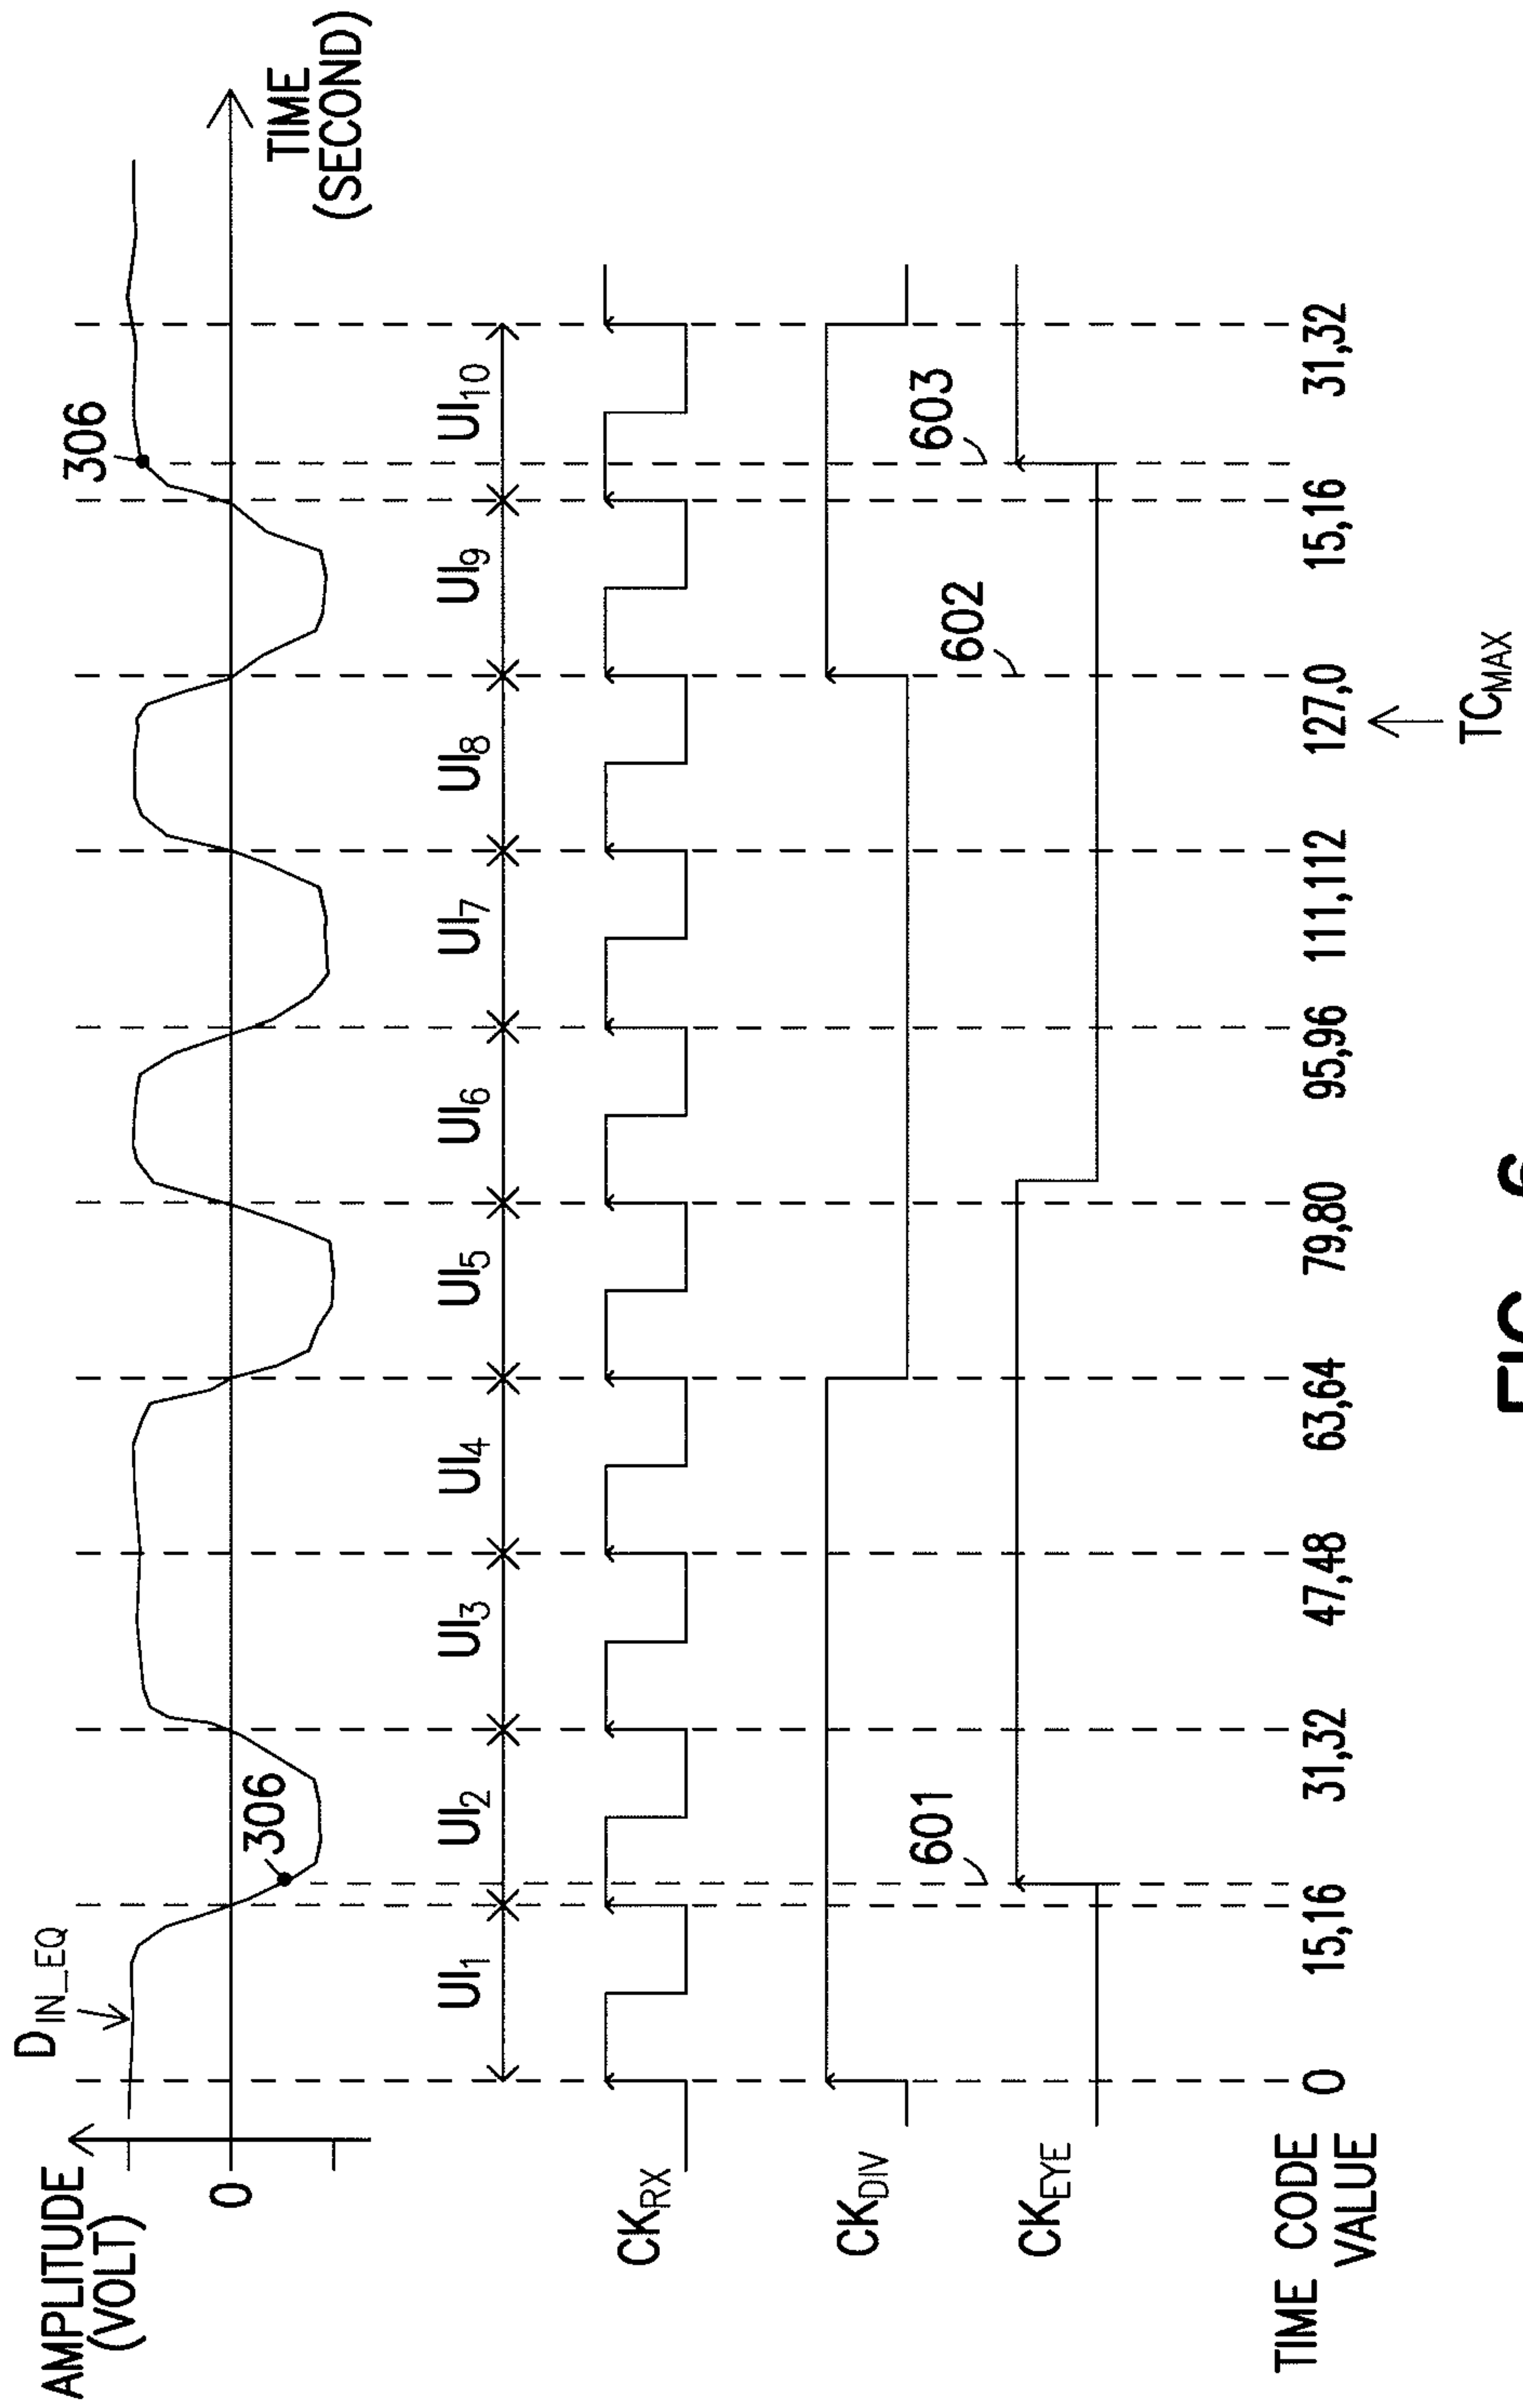 AMPLITUDE
(VOLT)
D_IN_EQ
306
306
0
TIME
(SECOND)
UI1 UI2 UI3 UI4 UI5 UI6 UI7 UI8 UI9 UI10
CK_RX
CK_DIV
601 602 603
CK_EYE
TIME CODE
VALUE
0 15,16 31,32 47,48 63,64 79,80 95,96 111,112 127,0 15,16 31,32
TC_MAX